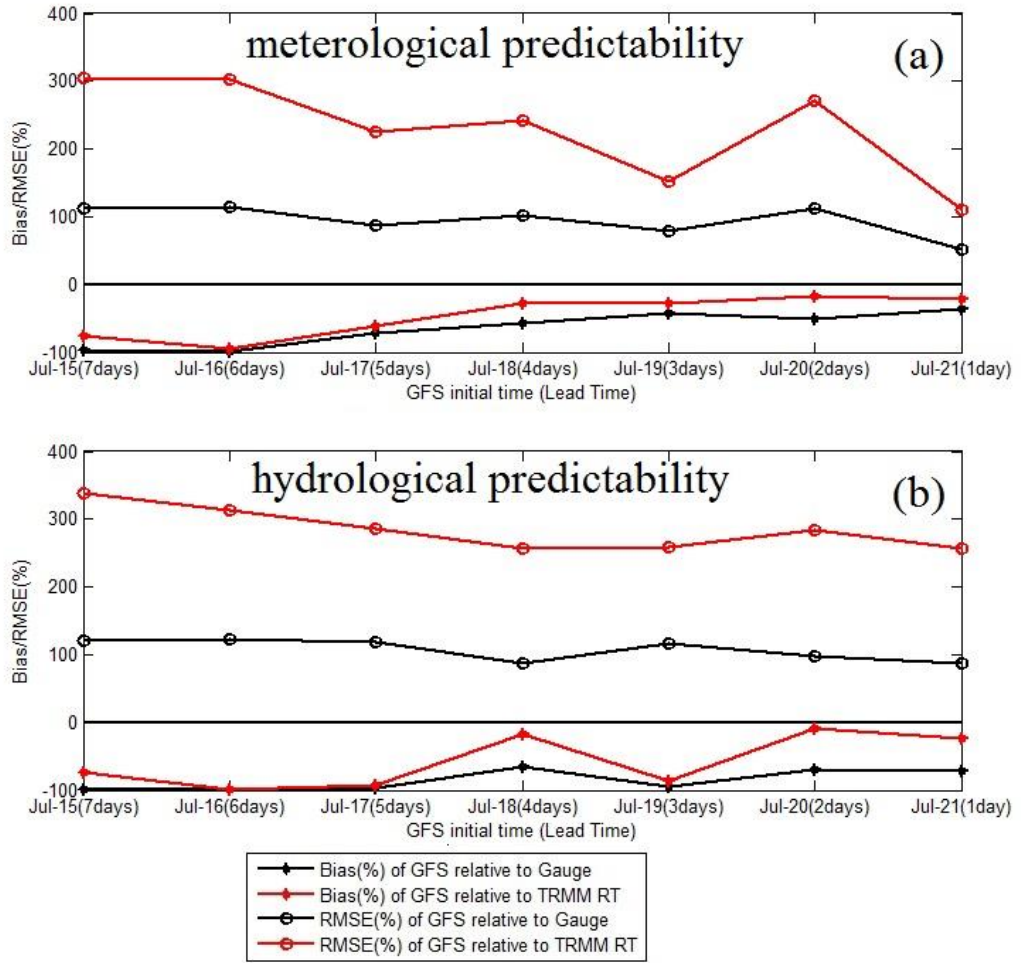 400
meterological predictability
(a)
300
200
100
0
-100
Bias/RMSE(%)
Jul-15(7days) Jul-16(6days) Jul-17(5days) Jul-18(4days) Jul-19(3days) Jul-20(2days) Jul-21(1day)
GFS initial time (Lead Time)
400
hydrological predictability
(b)
300
200
100
0
-100
Bias/RMSE(%)
Jul-15(7days) Jul-16(6days) Jul-17(5days) Jul-18(4days) Jul-19(3days) Jul-20(2days) Jul-21(1day)
GFS initial time (Lead Time)
Bias(%) of GFS relative to Gauge
Bias(%) of GFS relative to TRMM RT
RMSE(%) of GFS relative to Gauge
RMSE(%) of GFS relative to TRMM RT